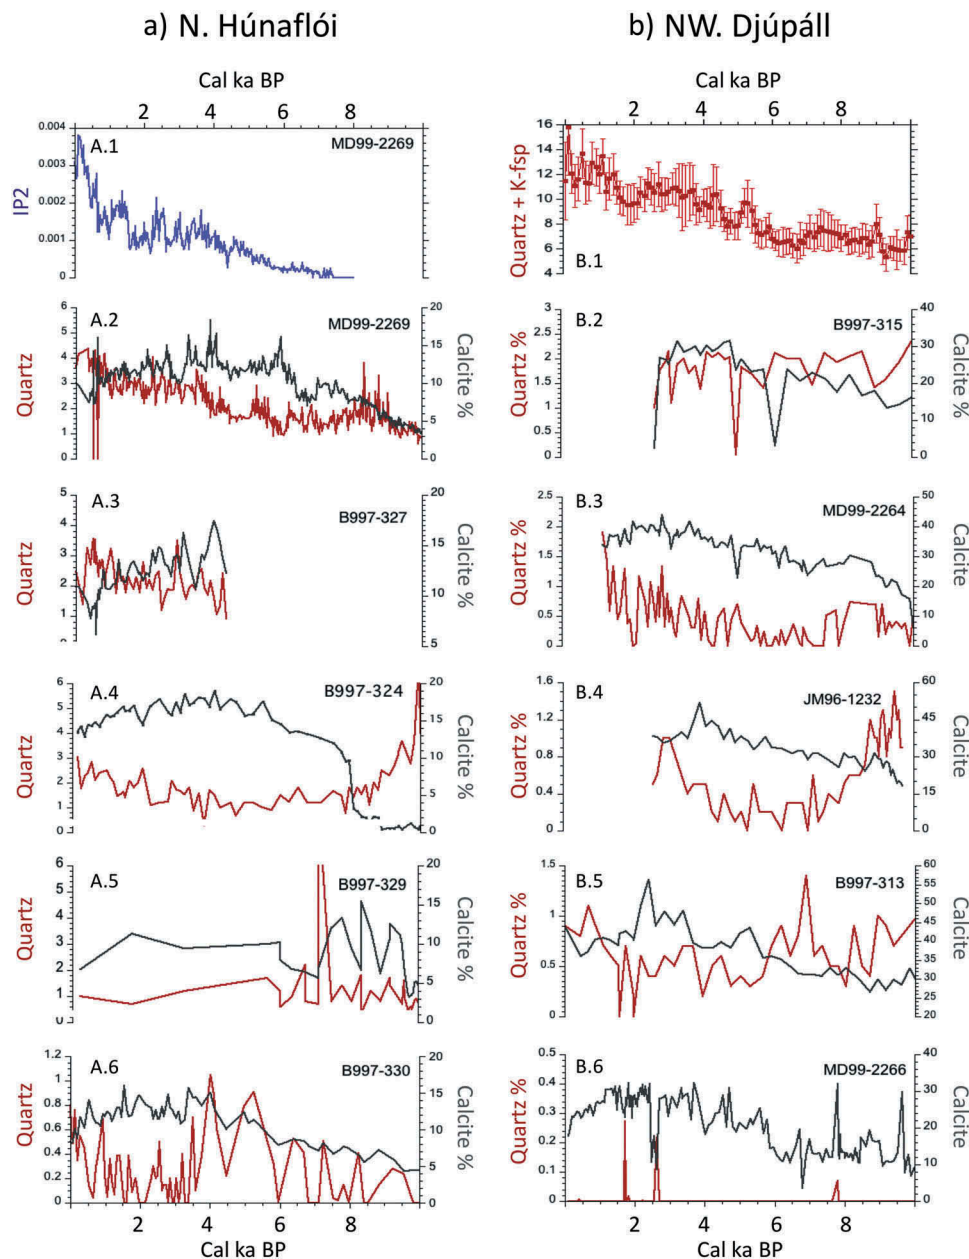 a) N. Húnaflói
b) NW. Djúpáll
Cal ka BP
2 4 6 8
0.004
0.003
0.002
0.001
0
IP2
A.1
MD99-2269
Cal ka BP
2 4 6 8
16
14
12
10
8
6
4
Quartz + K-fsp
B.1
6
5
4
3
2
1
0
Quartz
A.2
MD99-2269
20
15
10
5
0
Calcite %
3
2.5
2
1.5
1
0.5
0
Quartz %
B.2
B997-315
40
30
20
10
0
Calcite %
5
4
3
2
1
0
Quartz
A.3
B997-327
20
15
10
5
Calcite %
2.5
2
1.5
1
0.5
0
Quartz %
B.3
MD99-2264
50
40
30
20
10
0
Calcite
6
5
4
3
2
1
0
Quartz
A.4
B997-324
20
15
10
5
0
Calcite %
1.6
1.2
0.8
0.4
0
Quartz %
B.4
JM96-1232
60
45
30
15
0
Calcite
6
5
4
3
2
1
0
Quartz
A.5
B997-329
20
15
10
5
0
Calcite %
1.5
1
0.5
0
Quartz %
B.5
B997-313
60
55
50
45
40
35
30
25
20
Calcite
1.2
1
0.8
0.6
0.4
0.2
0
Quartz
A.6
B997-330
20
15
10
5
0
Calcite %
0.5
0.4
0.3
0.2
0.1
0
Quartz %
B.6
MD99-2266
40
30
20
10
0
Calcite
2 4 6 8
Cal ka BP
2 4 6 8
Cal ka BP